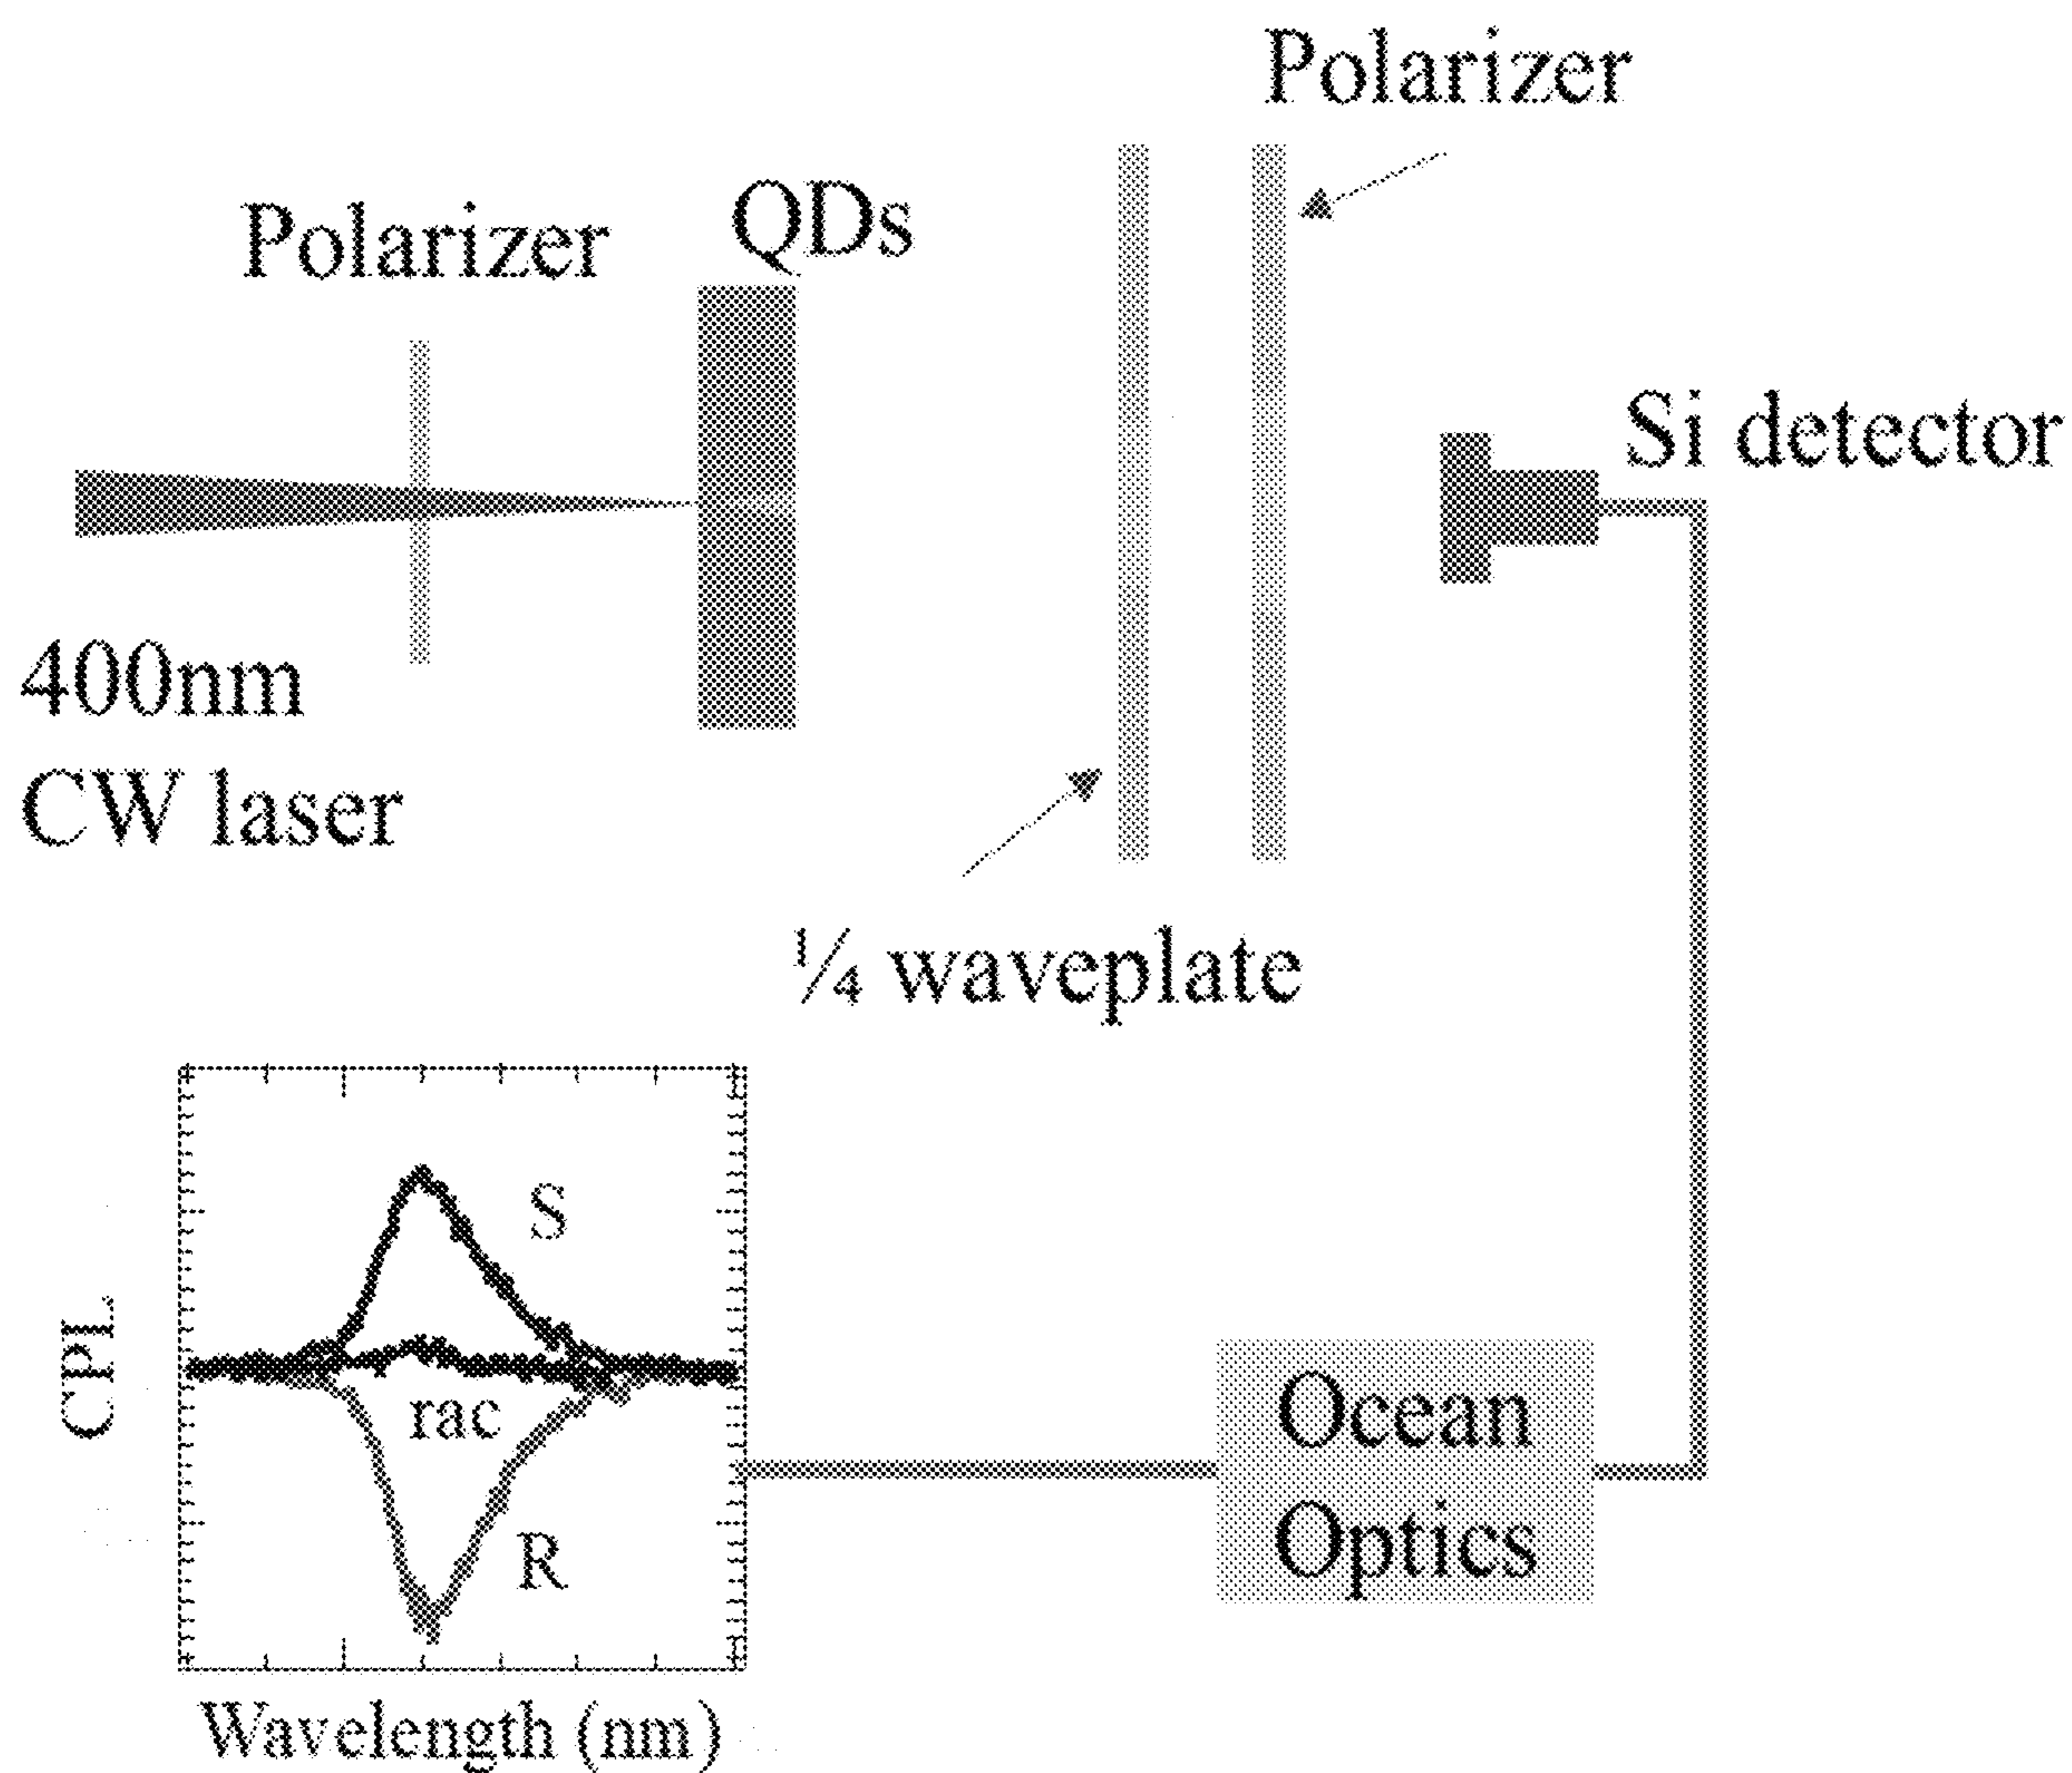 Polarizer
Polarizer
QDs
Si detector
400nm
CW laser
¼ waveplate
S
CPL
rac
R
Ocean
Optics
Wavelength (nm)